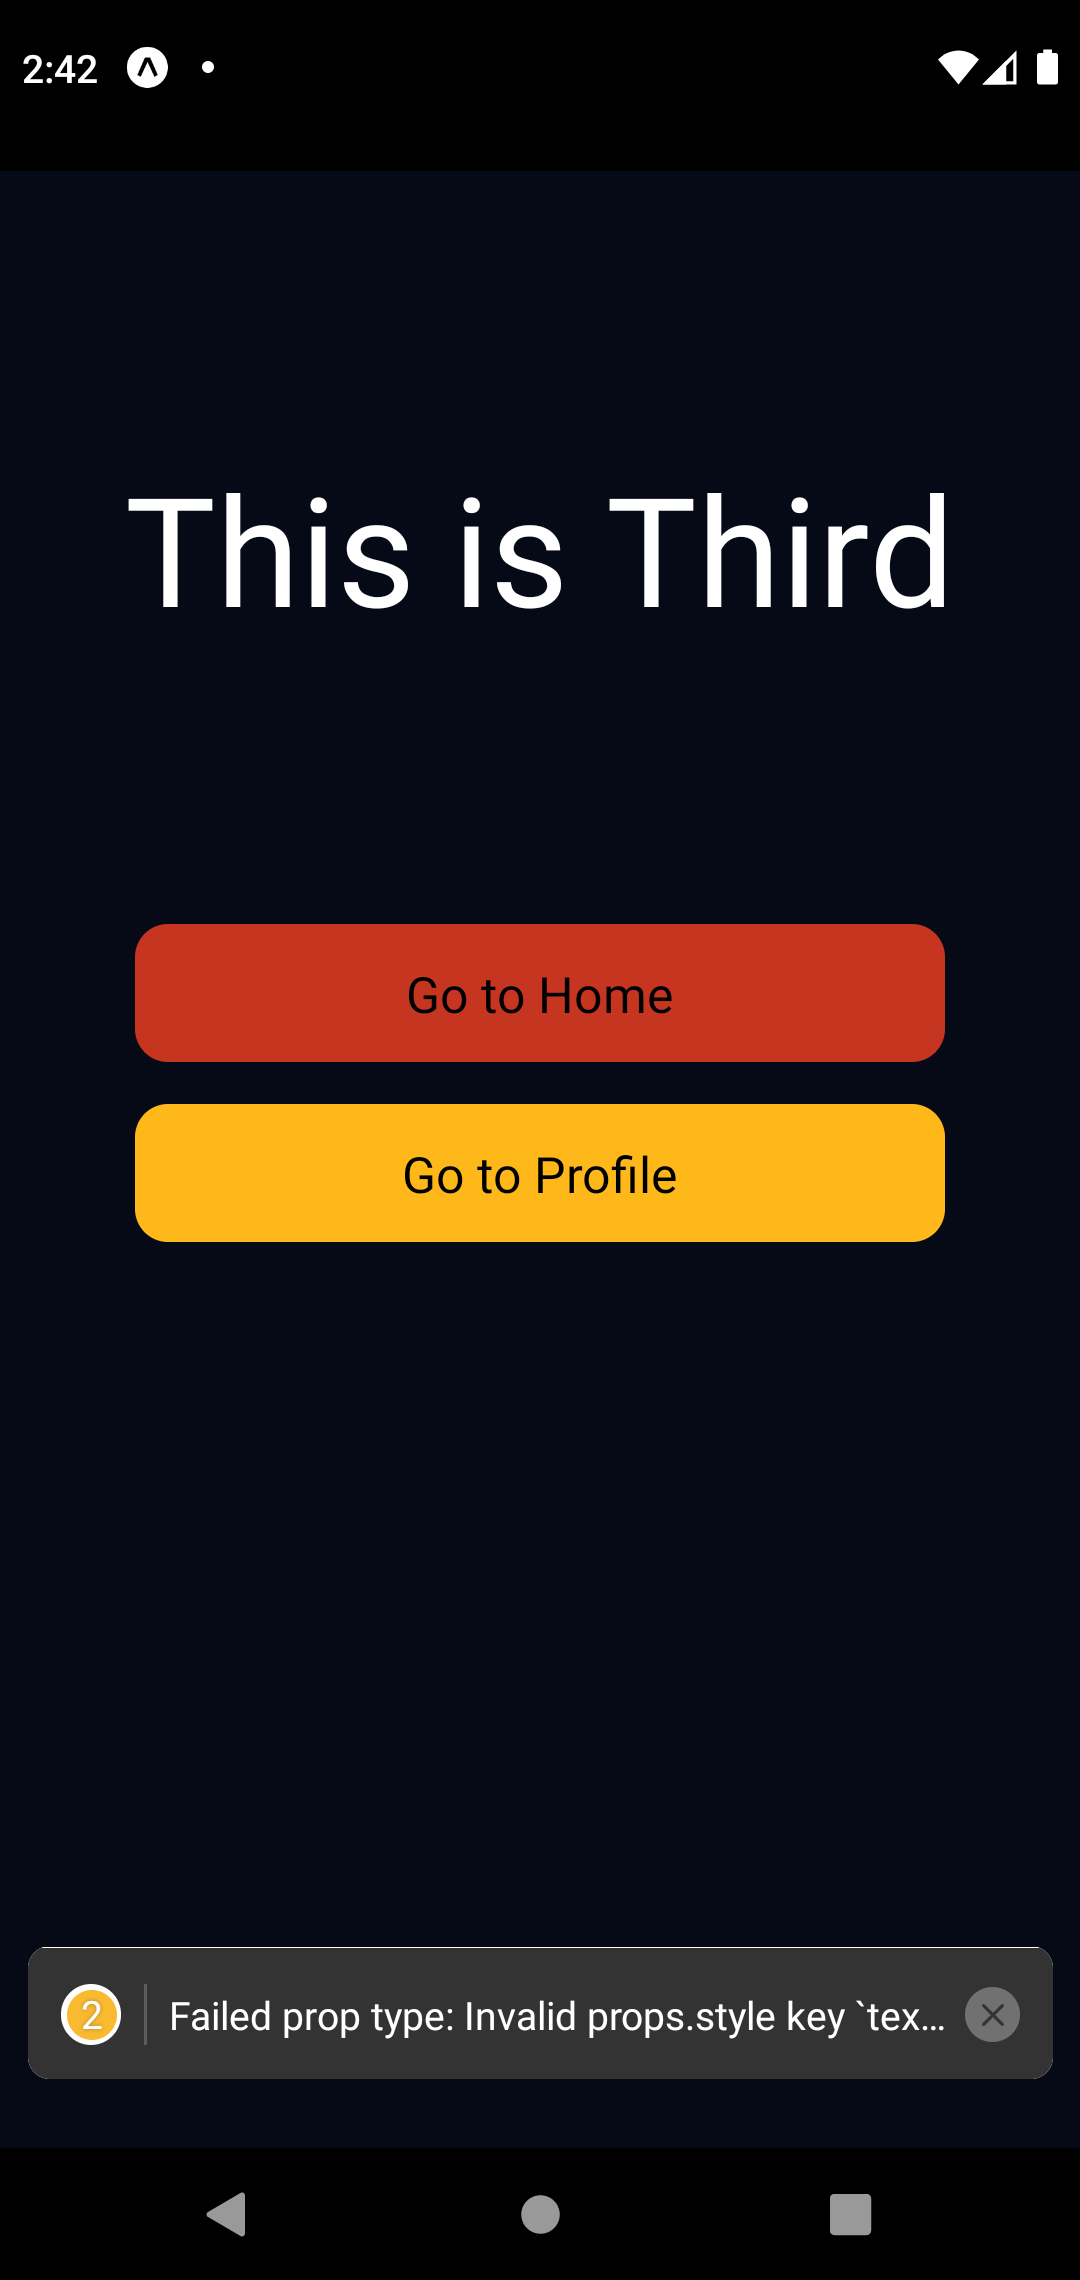 2:42
This is Third
Go to Home
Go to Profile
2 Failed prop type: Invalid props.style key `tex...